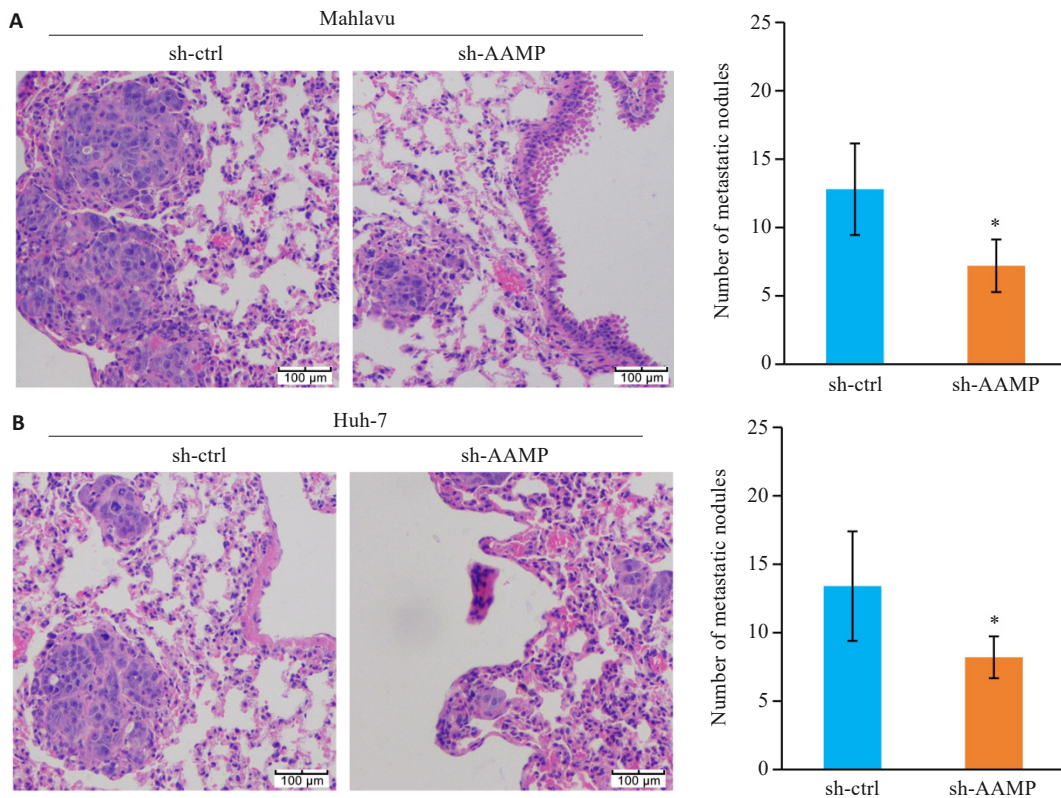 A
Mahlavu
sh-ctrl
sh-AAMP
100 µm
100 µm
Number of metastatic nodules
25
20
15
10
5
0
*
sh-ctrl
sh-AAMP
B
Huh-7
sh-ctrl
sh-AAMP
100 µm
100 µm
Number of metastatic nodules
25
20
15
10
5
0
*
sh-ctrl
sh-AAMP